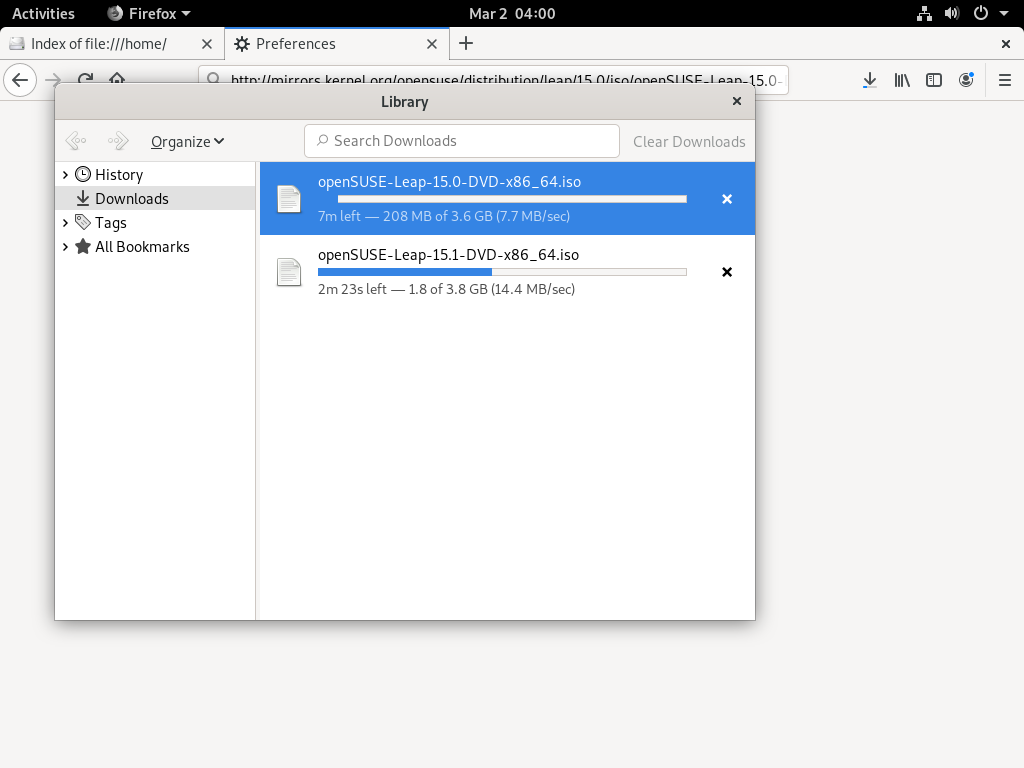 Activities
Firefox
Mar 2 04:00
Index of file:///home/
Preferences
http://mirrors.kernel.org/opensuse/distribution/leap/15.0/iso/openSUSE-Leap-15.0-
Library
Organize
Search Downloads
Clear Downloads
History
Downloads
Tags
All Bookmarks
openSUSE-Leap-15.0-DVD-x86_64.iso
7m left — 208 MB of 3.6 GB (7.7 MB/sec)
openSUSE-Leap-15.1-DVD-x86_64.iso
2m 23s left — 1.8 of 3.8 GB (14.4 MB/sec)